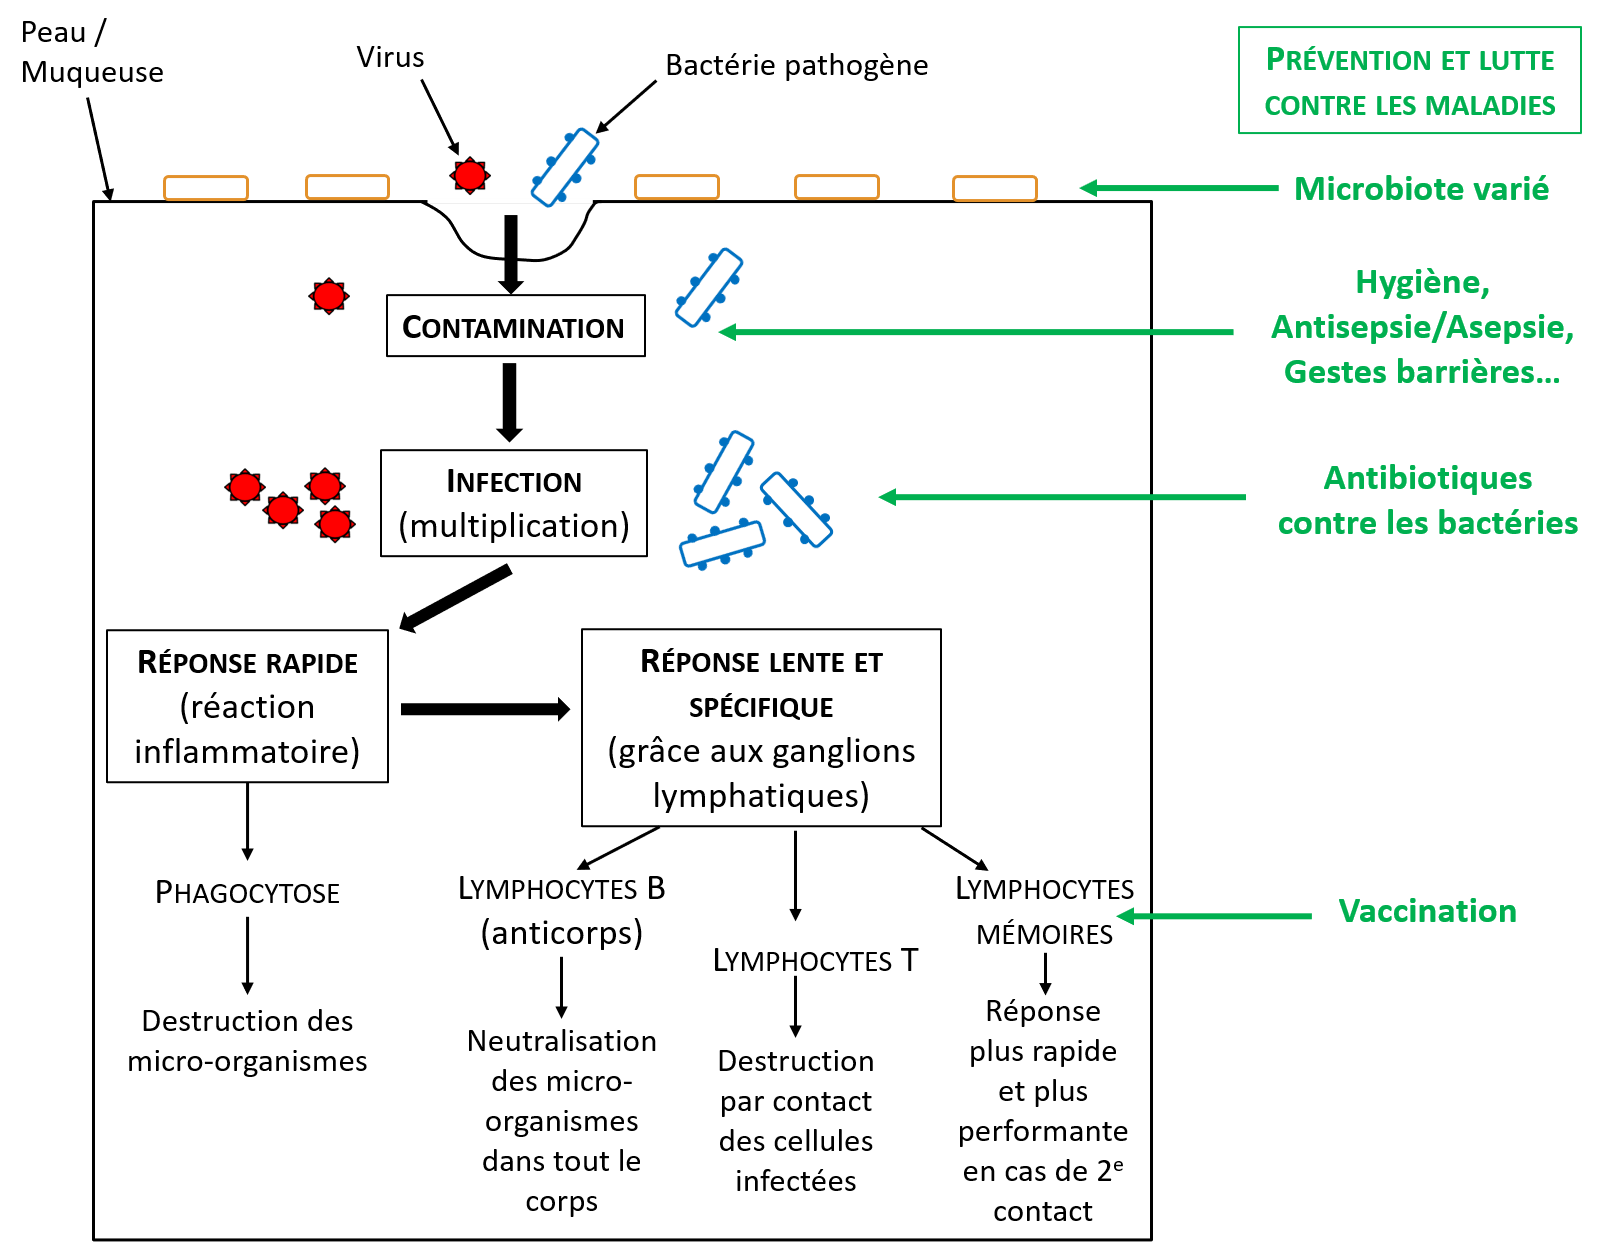 Peau /
Muqueuse
Virus
Bactérie pathogène
PRÉVENTION ET LUTTE
CONTRE LES MALADIES
Microbiote varié
Hygiène,
Antisepsie/Asepsie,
Gestes barrières...
CONTAMINATION
INFECTION
(multiplication)
Antibiotiques
contre les bactéries
RÉPONSE RAPIDE
(réaction
inflammatoire)
RÉPONSE LENTE ET
SPÉCIFIQUE
(grâce aux ganglions
lymphatiques)
PHAGOCYTOSE
Destruction des
micro-organismes
LYMPHOCYTES B
(anticorps)
Neutralisation
des micro-
organismes
dans tout le
corps
LYMPHOCYTES T
Destruction
par contact
des cellules
infectées
LYMPHOCYTES
MÉMOIRES
Réponse
plus rapide
et plus
performante
en cas de 2e
contact
Vaccination